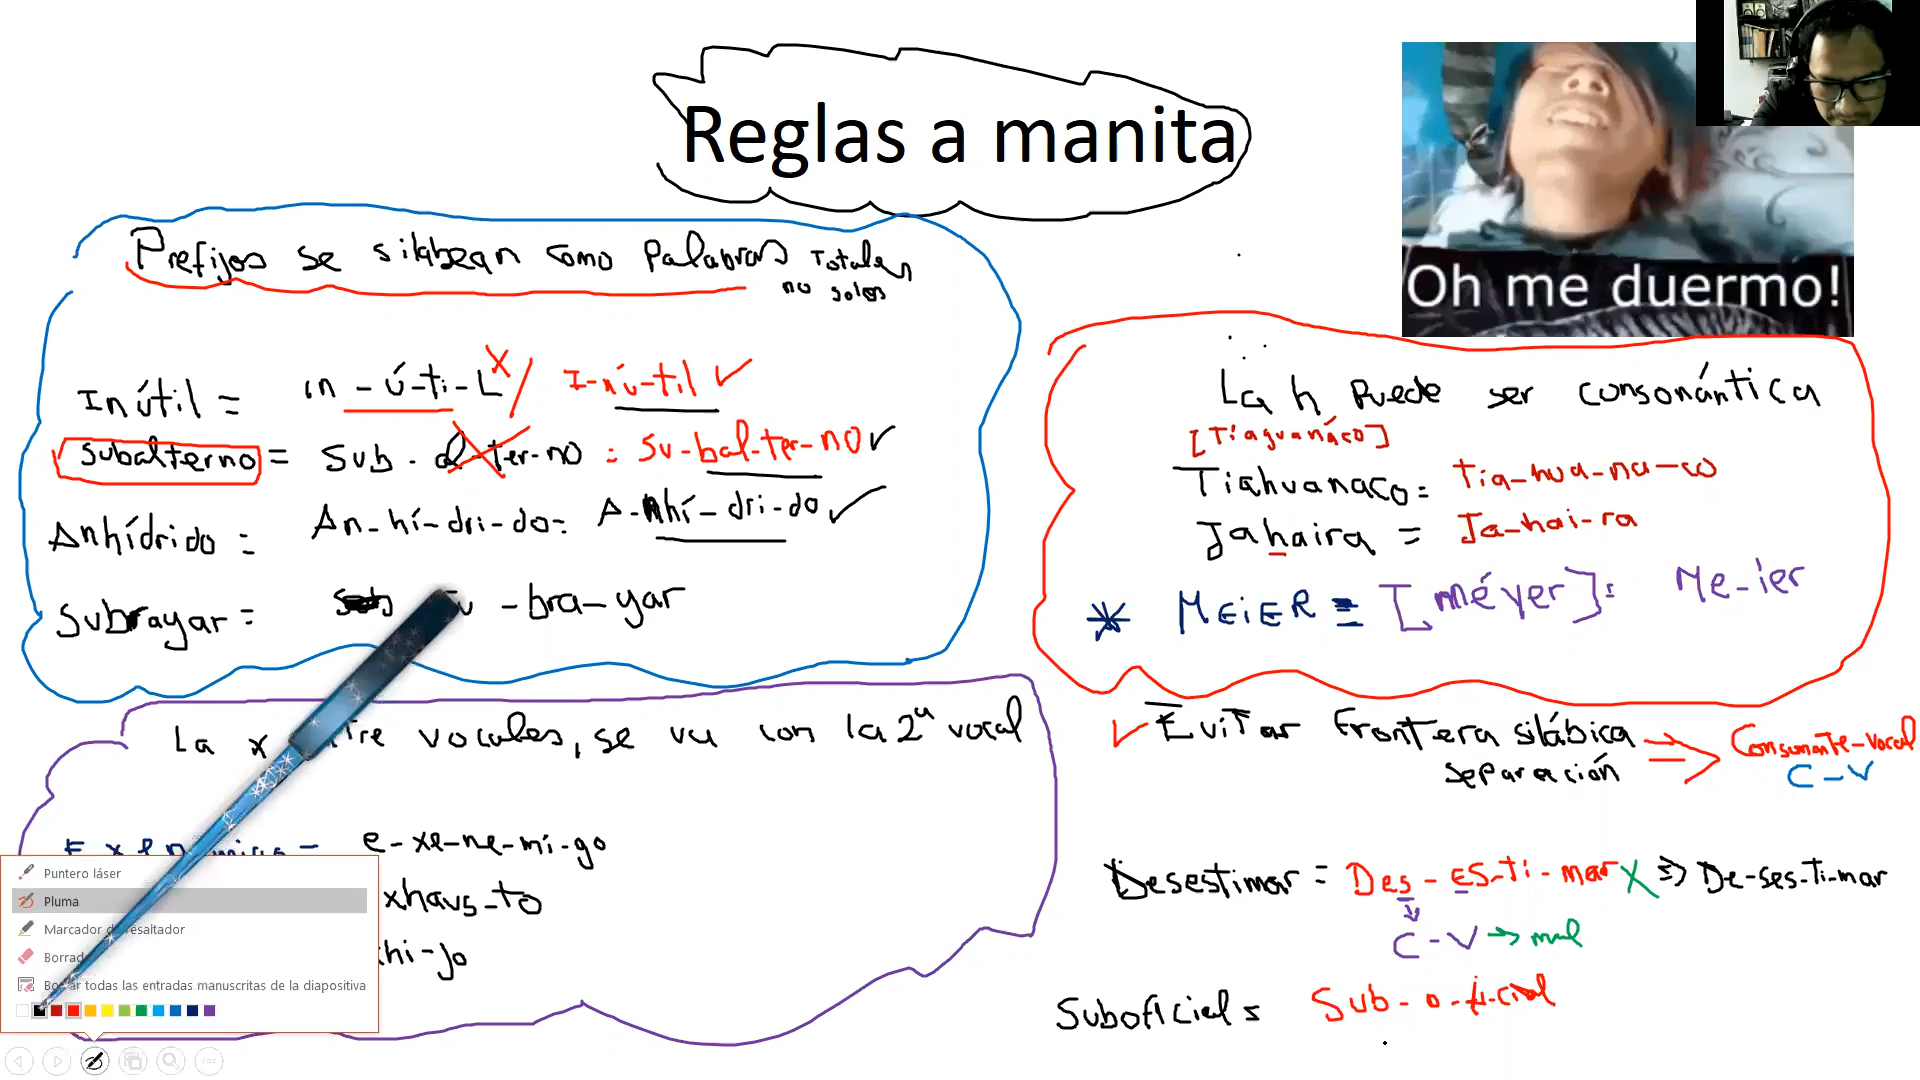 Reglas a manita
Oh me duermo!
Prefijos se silabean como palabras totales
no solos
Inútil = in - ú - ti - L X / I-nú-til ✓
Subalterno = Sub - al-ter-no = Su-bal-ter-no ✓
Anhídrido = An-hí-dri-do = A-nhí-dri-do ✓
Subrayar = -bra-yar
La x vocales, se va con la 2ª vocal
e-xe-ne-mi-go
xhaus-to
xhi-jo
La h puede ser consonántica
[Tiaguanáco]
Tiahuanaco = Tia-hua-na-co
Jahaira = Ja-hai-ra
* MEiER = [méyer] = Me-ier
✓ Evitar frontera silábica ⇒ Consonante-vocal
separación C - V
Desestimar = Des - es-ti-mar X ⇒ De-ses-ti-mar
C - V → mal
Suboficial = Sub-o-fi-cial
Puntero láser
Pluma
Marcador resaltador
Borrad
todas las entradas manuscritas de la diapositiva